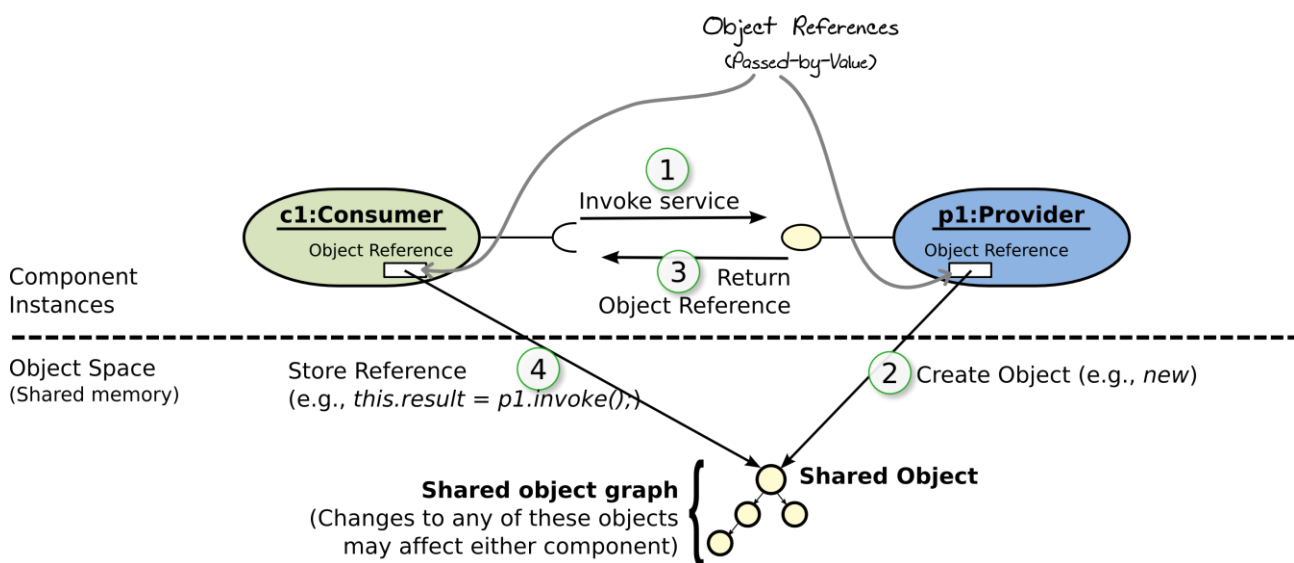 Object References
(Passed-by-Value)
1
Invoke service
c1:Consumer
Object Reference
p1:Provider
Object Reference
3
Return
Object Reference
Component
Instances
Object Space
(Shared memory)
Store Reference
(e.g., this.result = p1.invoke();)
4
2
Create Object (e.g., new)
Shared Object
Shared object graph
(Changes to any of these objects
may affect either component)